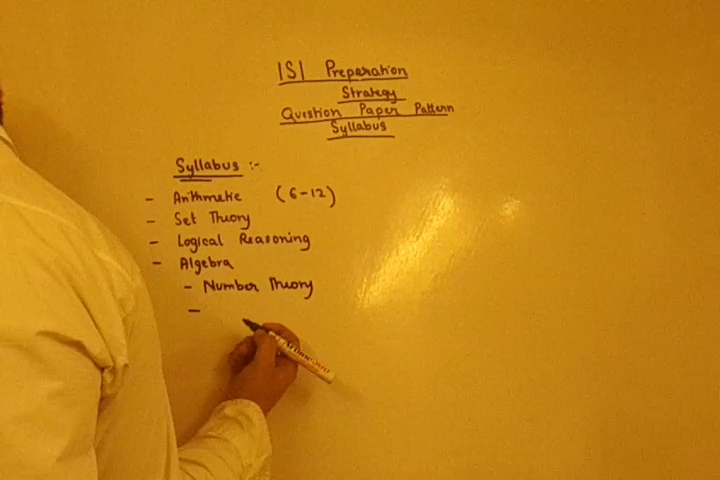 ISI Preperation
Strategy
Question Paper Pattern
Syllabus
Syllabus :-
- Arithmetic (6-12)
- Set Theory
- Logical Reasoning
- Algebra
- Number Theory
-